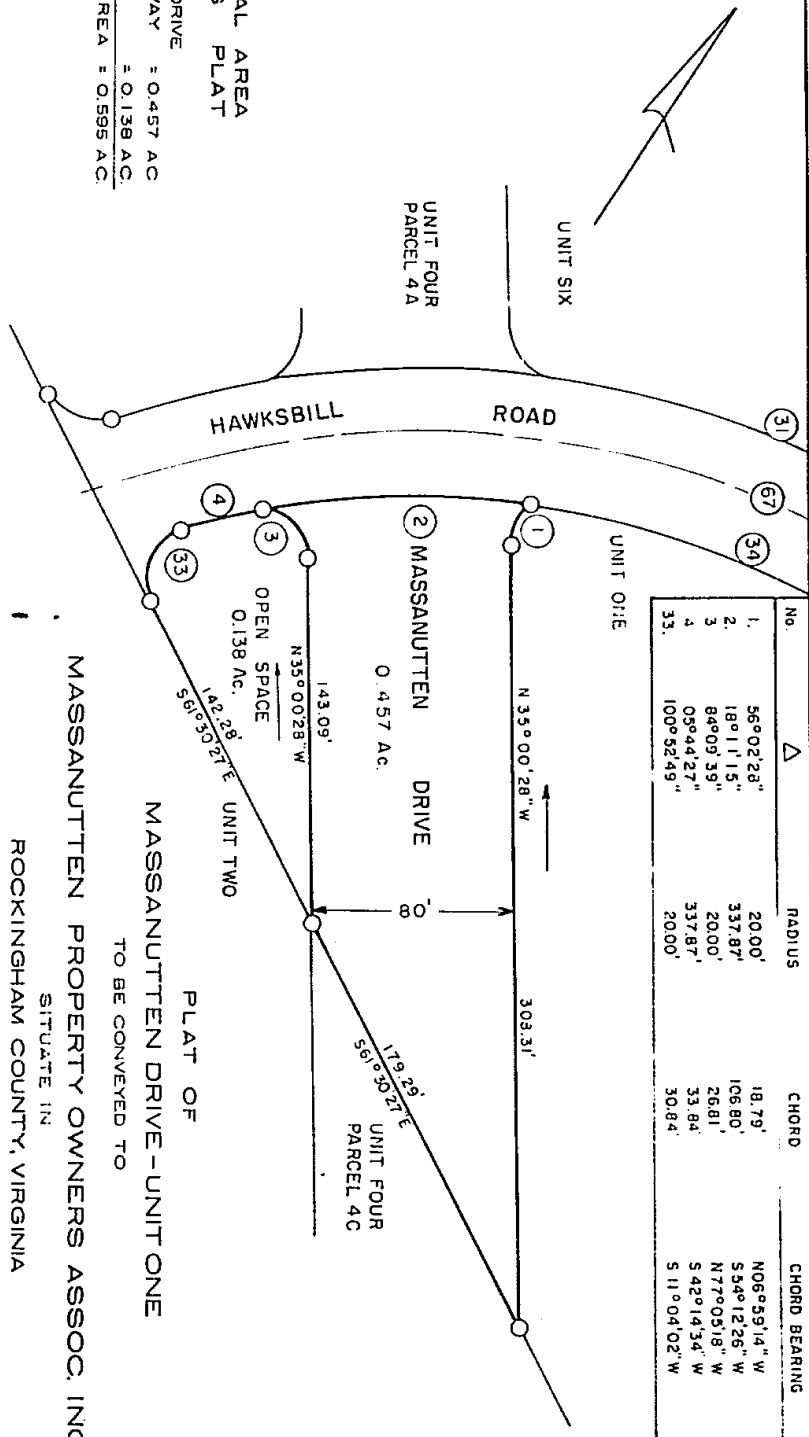 No. △ RADIUS CHORD CHORD BEARING
1. 56°02'28" 20.00' 18.79' N06°59'14" W
2. 18°11'15" 337.87' 106.80' S54°12'26" W
3 84°09'39" 20.00' 26.81' N77°05'18" W
4 05°44'27" 337.87' 33.84' S 42°14'34" W
33. 100°52'49" 20.00' 30.84' S 11°04'02" W
31
67
34
UNIT SIX
UNIT FOUR
PARCEL 4A
HAWKSBILL ROAD
UNIT ONE
1
2
3
4
33
MASSANUTTEN DRIVE
0.457 Ac.
N 35°00'28" W
308.31'
80'
143.09'
N35°00'28" W
OPEN SPACE
0.138 Ac.
142.28'
S61°30'27"E
UNIT TWO
179.29'
S61°30'27"E
UNIT FOUR
PARCEL 4C
AREA
PLAT
DRIVE
= 0.457 AC
= 0.138 AC.
= 0.595 AC.
PLAT OF
MASSANUTTEN DRIVE-UNIT ONE
TO BE CONVEYED TO
MASSANUTTEN PROPERTY OWNERS ASSOC. INC
SITUATE IN
ROCKINGHAM COUNTY, VIRGINIA